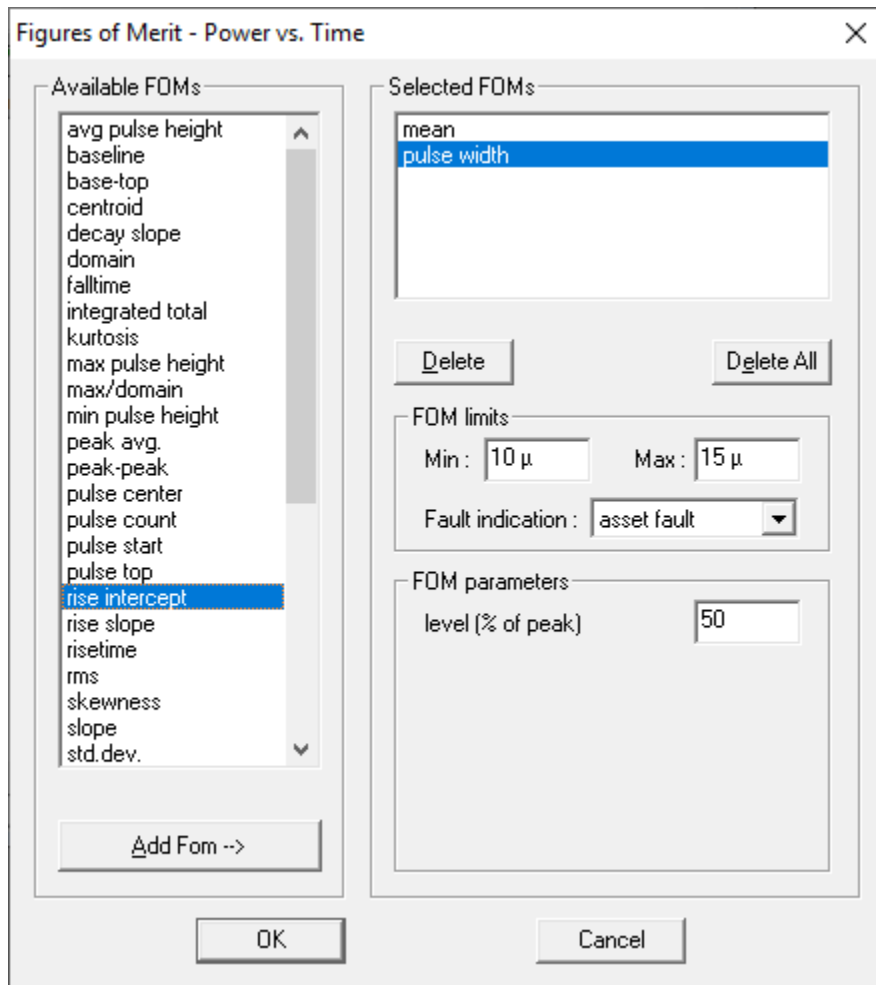 Figures of Merit - Power vs. Time
Available FOMs
avg pulse height
baseline
base-top
centroid
decay slope
domain
falltime
integrated total
kurtosis
max pulse height
max/domain
min pulse height
peak avg.
peak-peak
pulse center
pulse count
pulse start
pulse top
rise intercept
rise slope
risetime
rms
skewness
slope
std.dev.
Add Fom -->
Selected FOMs
mean
pulse width
Delete
Delete All
FOM limits
Min : 10 µ Max : 15 µ
Fault indication : asset fault
FOM parameters
level (% of peak) 50
OK
Cancel